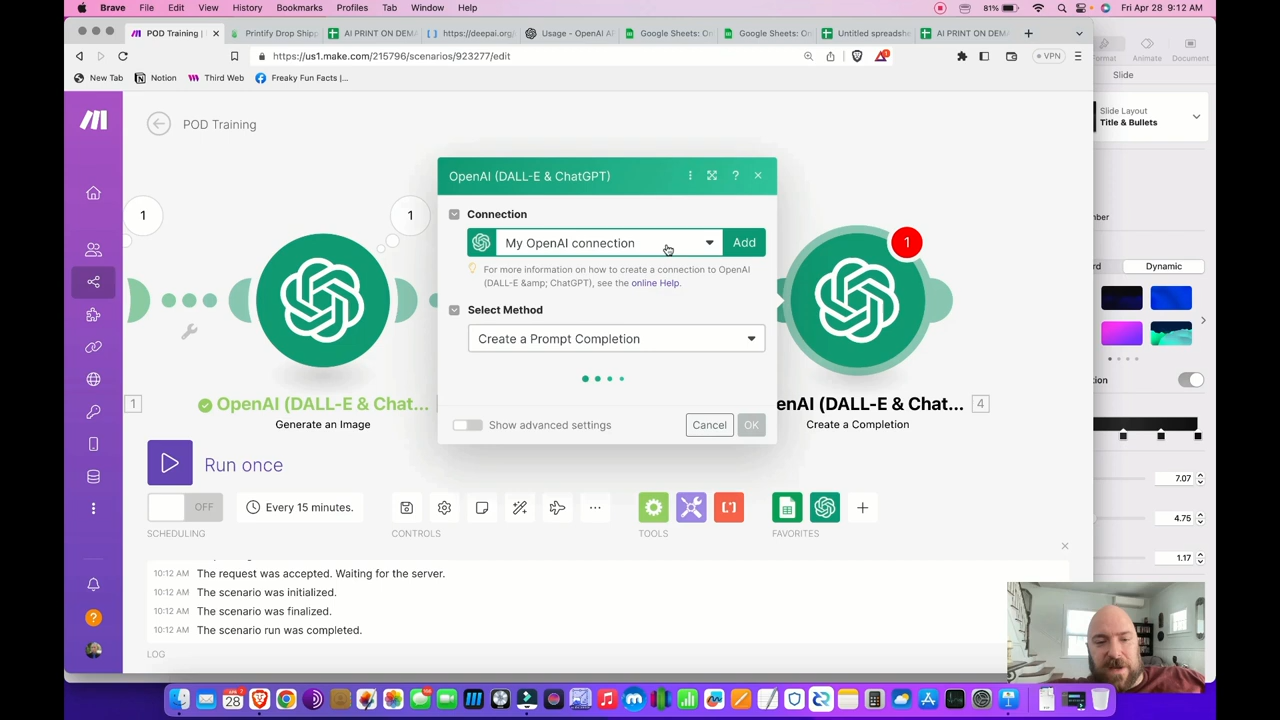 Brave File Edit View History Bookmarks Playbar Tab Window Help
81% Fri Apr 28 9:12 AM
POD Training |
Printify Drop Shipp
AI PRINT ON DEM
https://deepai.org/
Usage - OpenAI A
Google Sheets: On
Google Sheets: On
Untitled spreadshe
AI PRINT ON DEM
https://us1.make.com/215796/scenarios/923277/edit
VPN
New Tab Notion Third Web Freaky Fun Facts |...
Format Animate Document
Slide
Slide Layout
Title & Bullets
POD Training
OpenAI (DALL-E & ChatGPT)
Connection
My OpenAI connection
Add
For more information on how to create a connection to OpenAI
(DALL-E &amp; ChatGPT), see the online Help.
Select Method
Create a Prompt Completion
Show advanced settings
Cancel OK
1
1
1
1
OpenAI (DALL-E & Chat...
Generate an Image
enAI (DALL-E & Chat...
4
Create a Completion
Run once
OFF
Every 15 minutes.
SCHEDULING
CONTROLS
TOOLS
FAVORITES
10:12 AM The request was accepted. Waiting for the server.
10:12 AM The scenario was initialized.
10:12 AM The scenario was finalized.
10:12 AM The scenario run was completed.
LOG
mber
rd Dynamic
ion
7.07
4.75
1.17